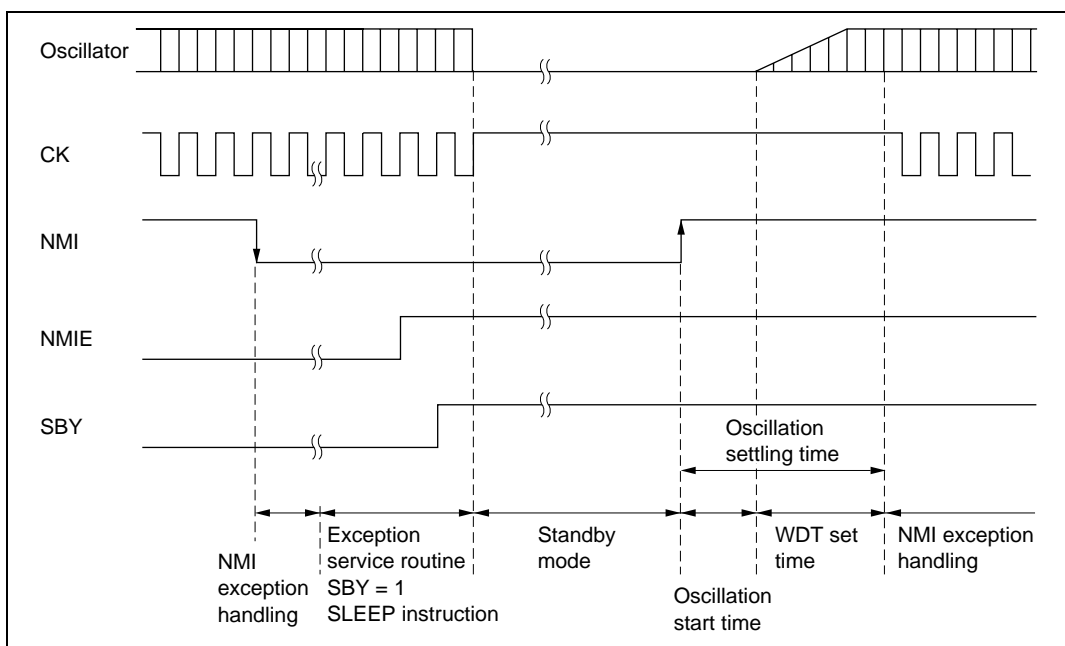 Oscillator
CK
NMI
NMIE
SBY
Oscillation
settling time
NMI
exception
handling
Exception
service routine
SBY = 1
SLEEP instruction
Standby
mode
Oscillation
start time
WDT set
time
NMI exception
handling